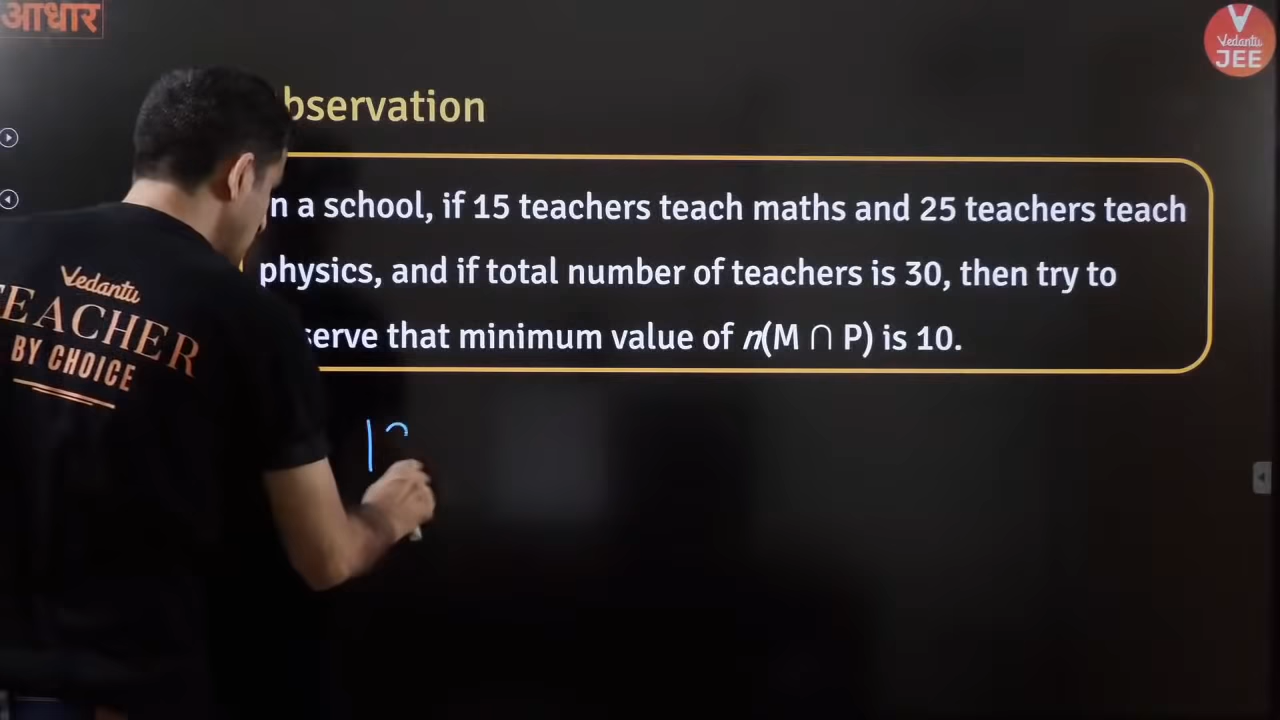 आधार
Vedantu
JEE
bservation
n a school, if 15 teachers teach maths and 25 teachers teach
physics, and if total number of teachers is 30, then try to
serve that minimum value of n(M ∩ P) is 10.
Vedantu
TEACHER
BY CHOICE